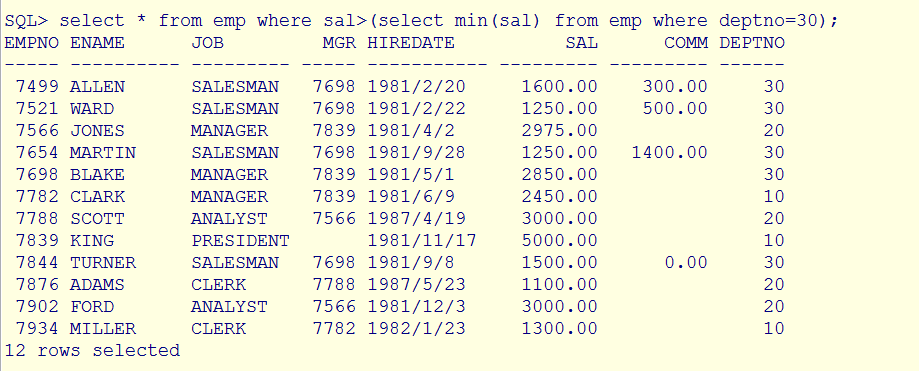 SQL> select * from emp where sal>(select min(sal) from emp where deptno=30);
EMPNO ENAME      JOB         MGR HIREDATE          SAL      COMM DEPTNO
----- ---------- --------- ----- ----------- --------- --------- ------
 7499 ALLEN      SALESMAN   7698 1981/2/20     1600.00    300.00     30
 7521 WARD       SALESMAN   7698 1981/2/22     1250.00    500.00     30
 7566 JONES      MANAGER    7839 1981/4/2      2975.00               20
 7654 MARTIN     SALESMAN   7698 1981/9/28     1250.00   1400.00     30
 7698 BLAKE      MANAGER    7839 1981/5/1      2850.00               30
 7782 CLARK      MANAGER    7839 1981/6/9      2450.00               10
 7788 SCOTT      ANALYST    7566 1987/4/19     3000.00               20
 7839 KING       PRESIDENT       1981/11/17    5000.00               10
 7844 TURNER     SALESMAN   7698 1981/9/8      1500.00      0.00     30
 7876 ADAMS      CLERK      7788 1987/5/23     1100.00               20
 7902 FORD       ANALYST    7566 1981/12/3     3000.00               20
 7934 MILLER     CLERK      7782 1982/1/23     1300.00               10
12 rows selected